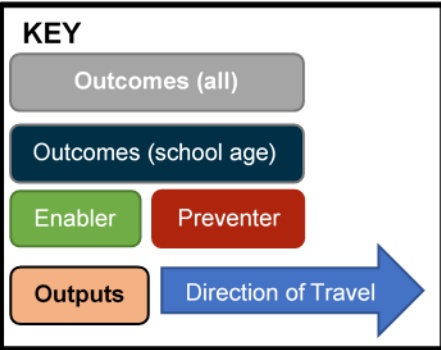 KEY
Outcomes (all)
Outcomes (school age)
Enabler
Preventer
Outputs
Direction of Travel